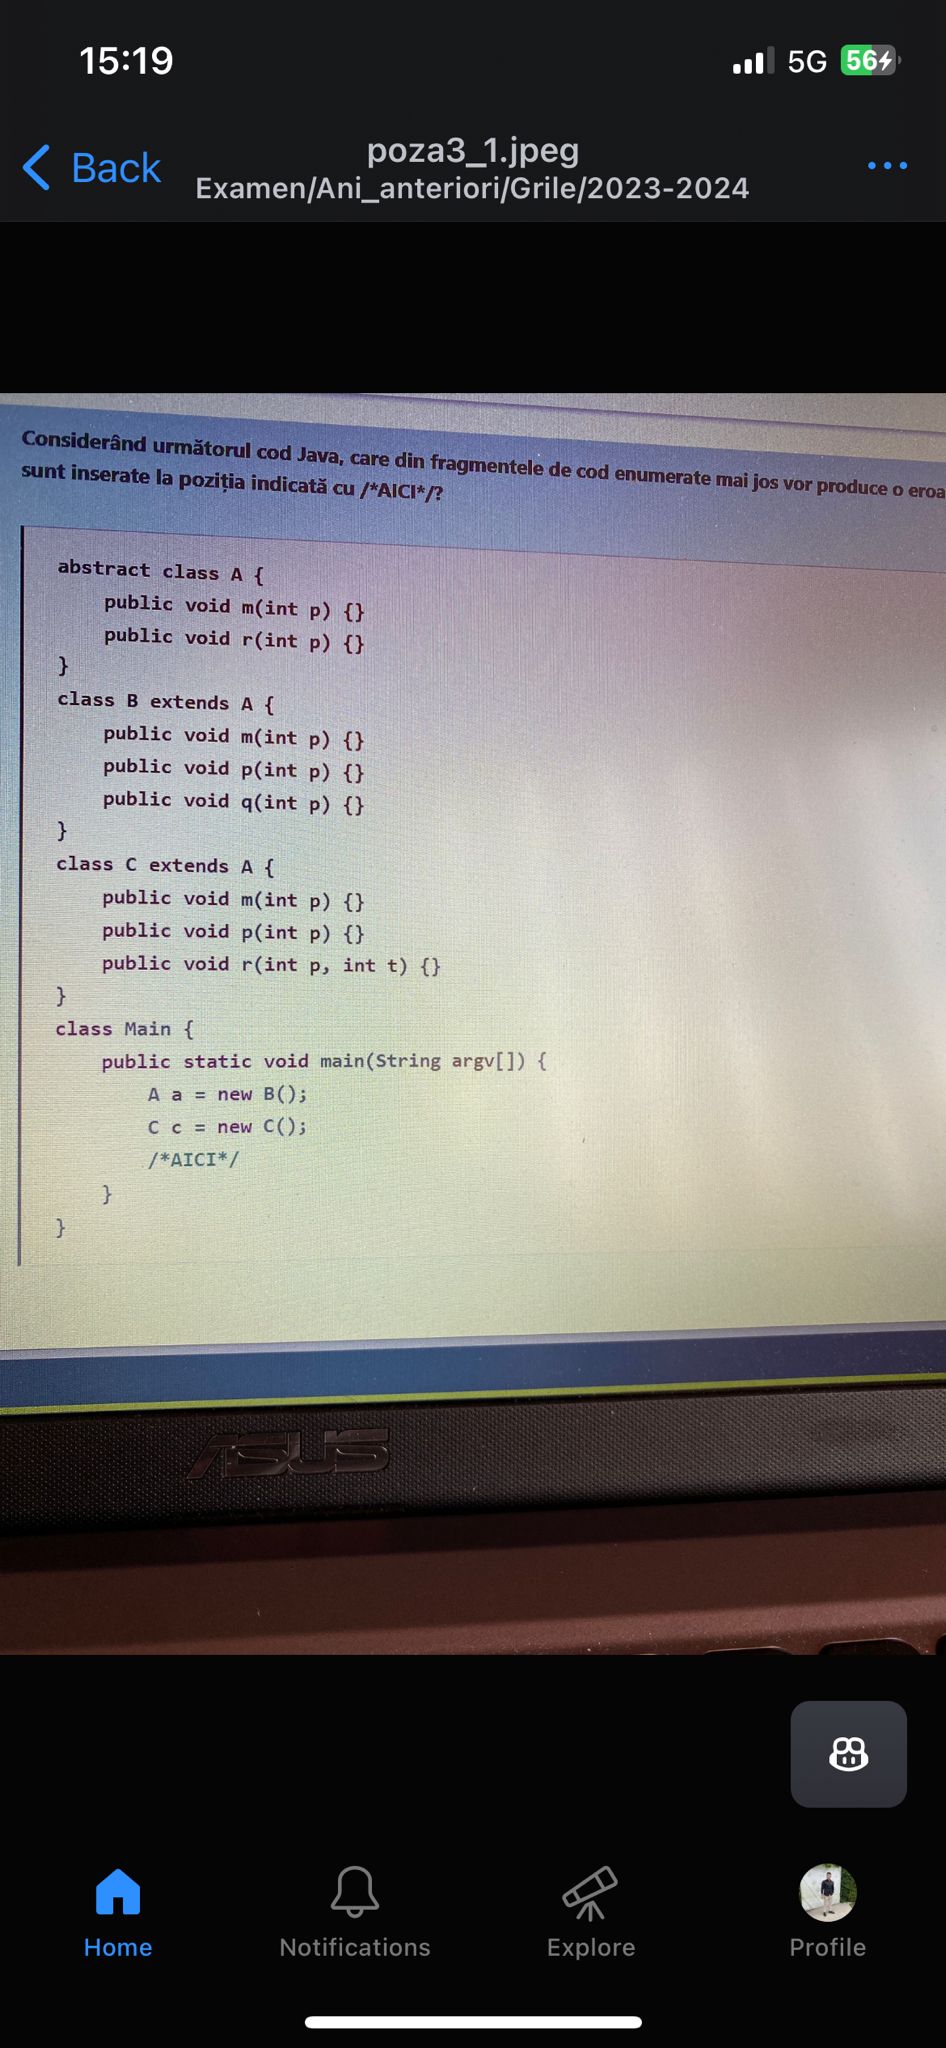 15:19
5G
56
Back
poza3_1.jpeg
Examen/Ani_anteriori/Grile/2023-2024
Considerând următorul cod Java, care din fragmentele de cod enumerate mai jos vor produce o eroa
sunt inserate la poziția indicată cu /*AICI*/?
abstract class A {
public void m(int p) {}
public void r(int p) {}
}
class B extends A {
public void m(int p) {}
public void p(int p) {}
public void q(int p) {}
}
class C extends A {
public void m(int p) {}
public void p(int p) {}
public void r(int p, int t) {}
}
class Main {
public static void main(String argv[]) {
A a = new B();
C c = new C();
/*AICI*/
}
}
ASUS
Home
Notifications
Explore
Profile